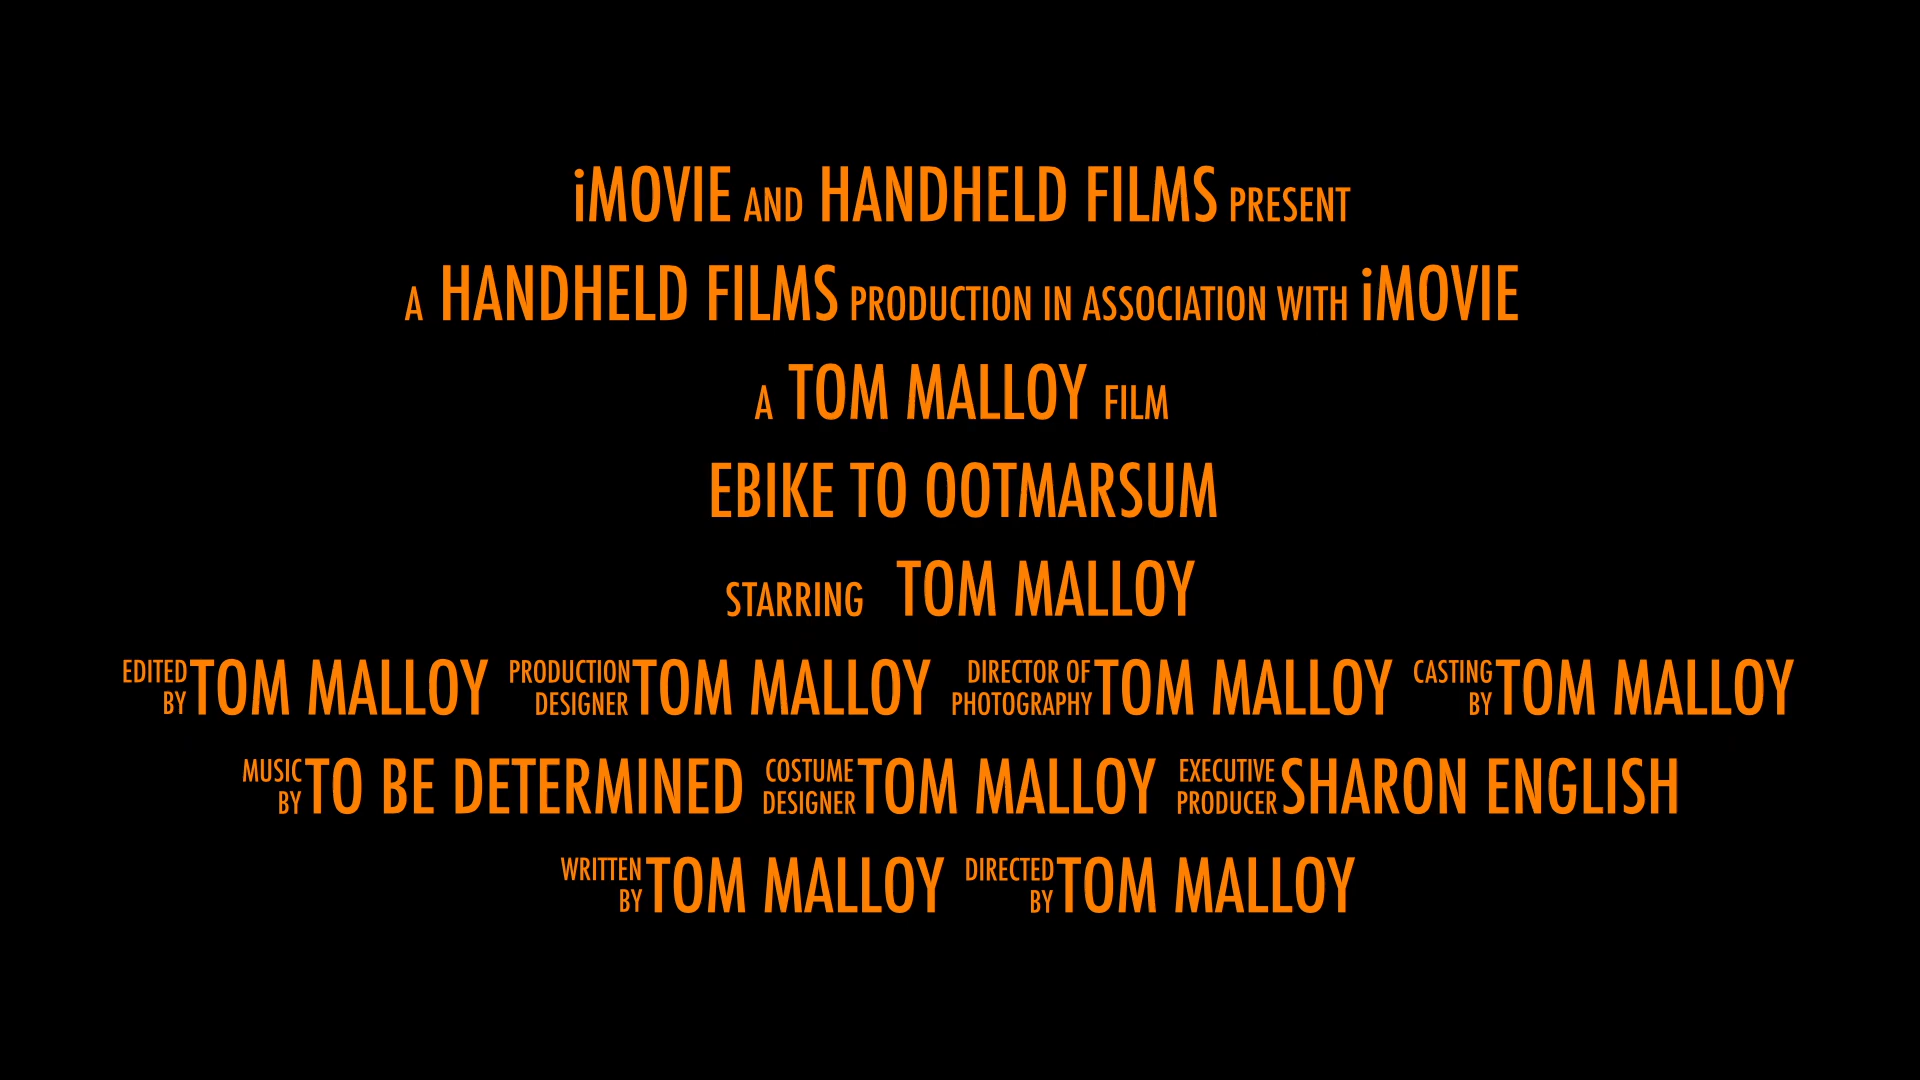 iMOVIE AND HANDHELD FILMS PRESENT
A HANDHELD FILMS PRODUCTION IN ASSOCIATION WITH iMOVIE
A TOM MALLOY FILM
EBIKE TO OOTMARSUM
STARRING TOM MALLOY
EDITED BY TOM MALLOY PRODUCTION DESIGNER TOM MALLOY DIRECTOR OF PHOTOGRAPHY TOM MALLOY CASTING BY TOM MALLOY
MUSIC BY TO BE DETERMINED COSTUME DESIGNER TOM MALLOY EXECUTIVE PRODUCER SHARON ENGLISH
WRITTEN BY TOM MALLOY DIRECTED BY TOM MALLOY